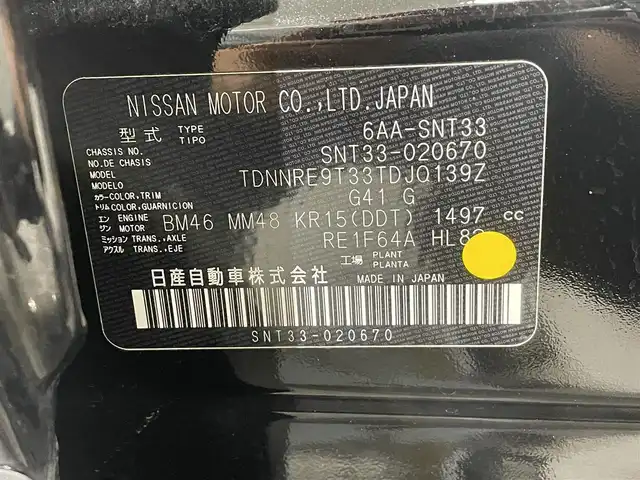 NISSAN MOTOR CO.,LTD.JAPAN
型式 TYPE TIPO 6AA-SNT33
CHASSIS NO. NO.DE CHASIS SNT33-020670
MODEL MODELO TDNNRE9T33TDJQ139Z
カラー COLOR,TRIM トリム COLOR,GUARNICION G41 G
エンジン ENGINE MOTOR BM46 MM48 KR15(DDT) 1497 cc
ミッション TRANS.,AXLE アクスル TRANS.,EJE RE1F64A
工場 PLANT PLANTA
日産自動車株式会社 MADE IN JAPAN
SNT33-020670